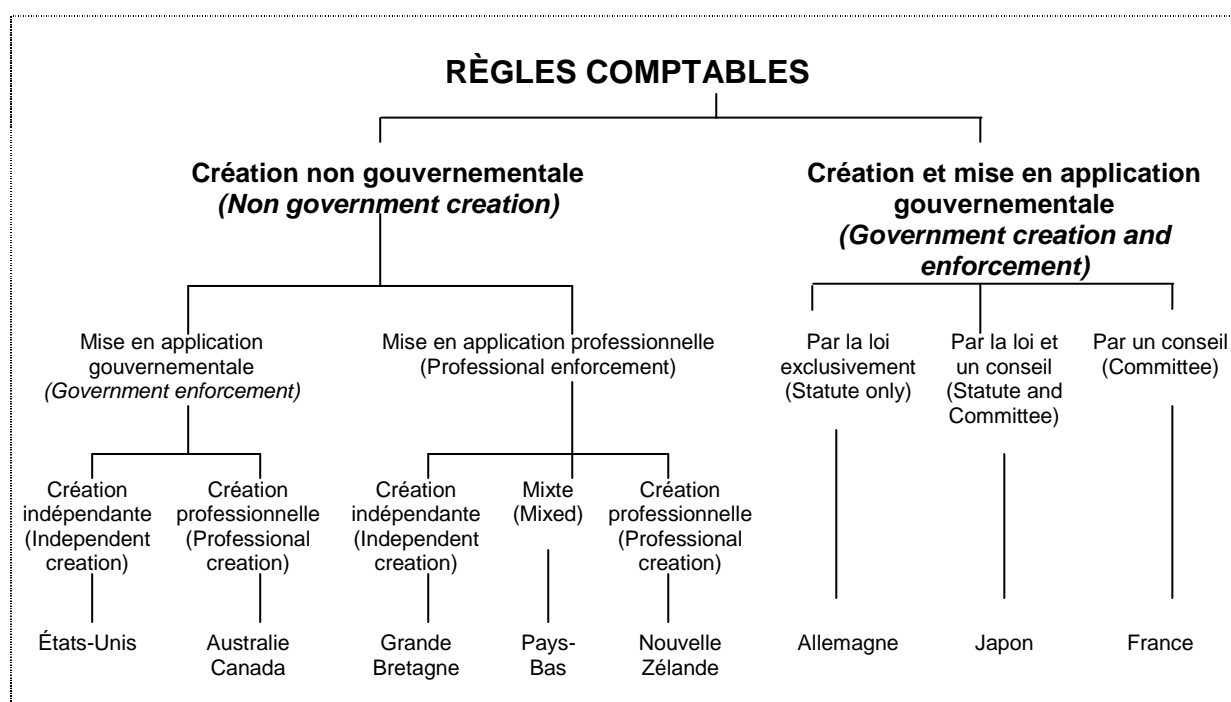 RÈGLES COMPTABLES
Création non gouvernementale
(Non government creation)
Création et mise en application
gouvernementale
(Government creation and
enforcement)
Mise en application
gouvernementale
(Government enforcement)
Mise en application professionnelle
(Professional enforcement)
Par la loi
exclusivement
(Statute only)
Par la loi et
un conseil
(Statute and
Committee)
Par un conseil
(Committee)
Création
indépendante
(Independent
creation)
Création
professionnelle
(Professional
creation)
Création
indépendante
(Independent
creation)
Mixte
(Mixed)
Création
professionnelle
(Professional
creation)
États-Unis
Australie
Canada
Grande
Bretagne
Pays-
Bas
Nouvelle
Zélande
Allemagne
Japon
France